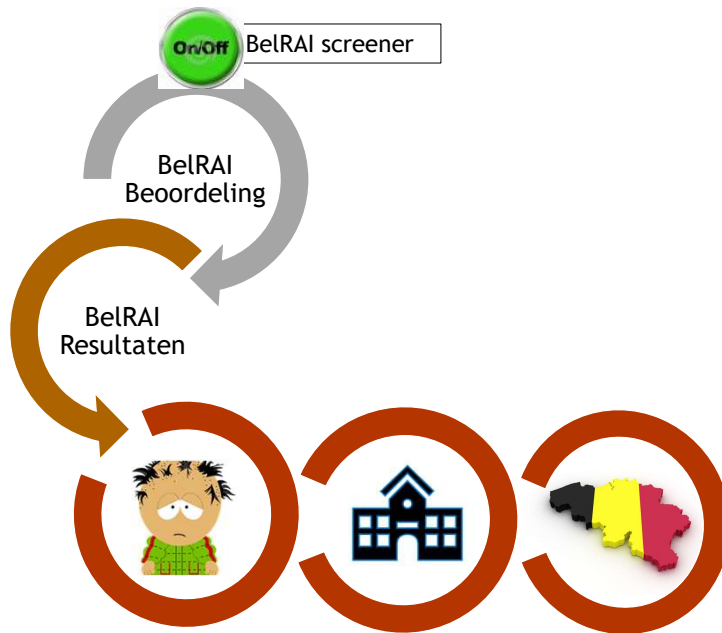 On/Off
BelRAI screener
BelRAI
Beoordeling
BelRAI
Resultaten